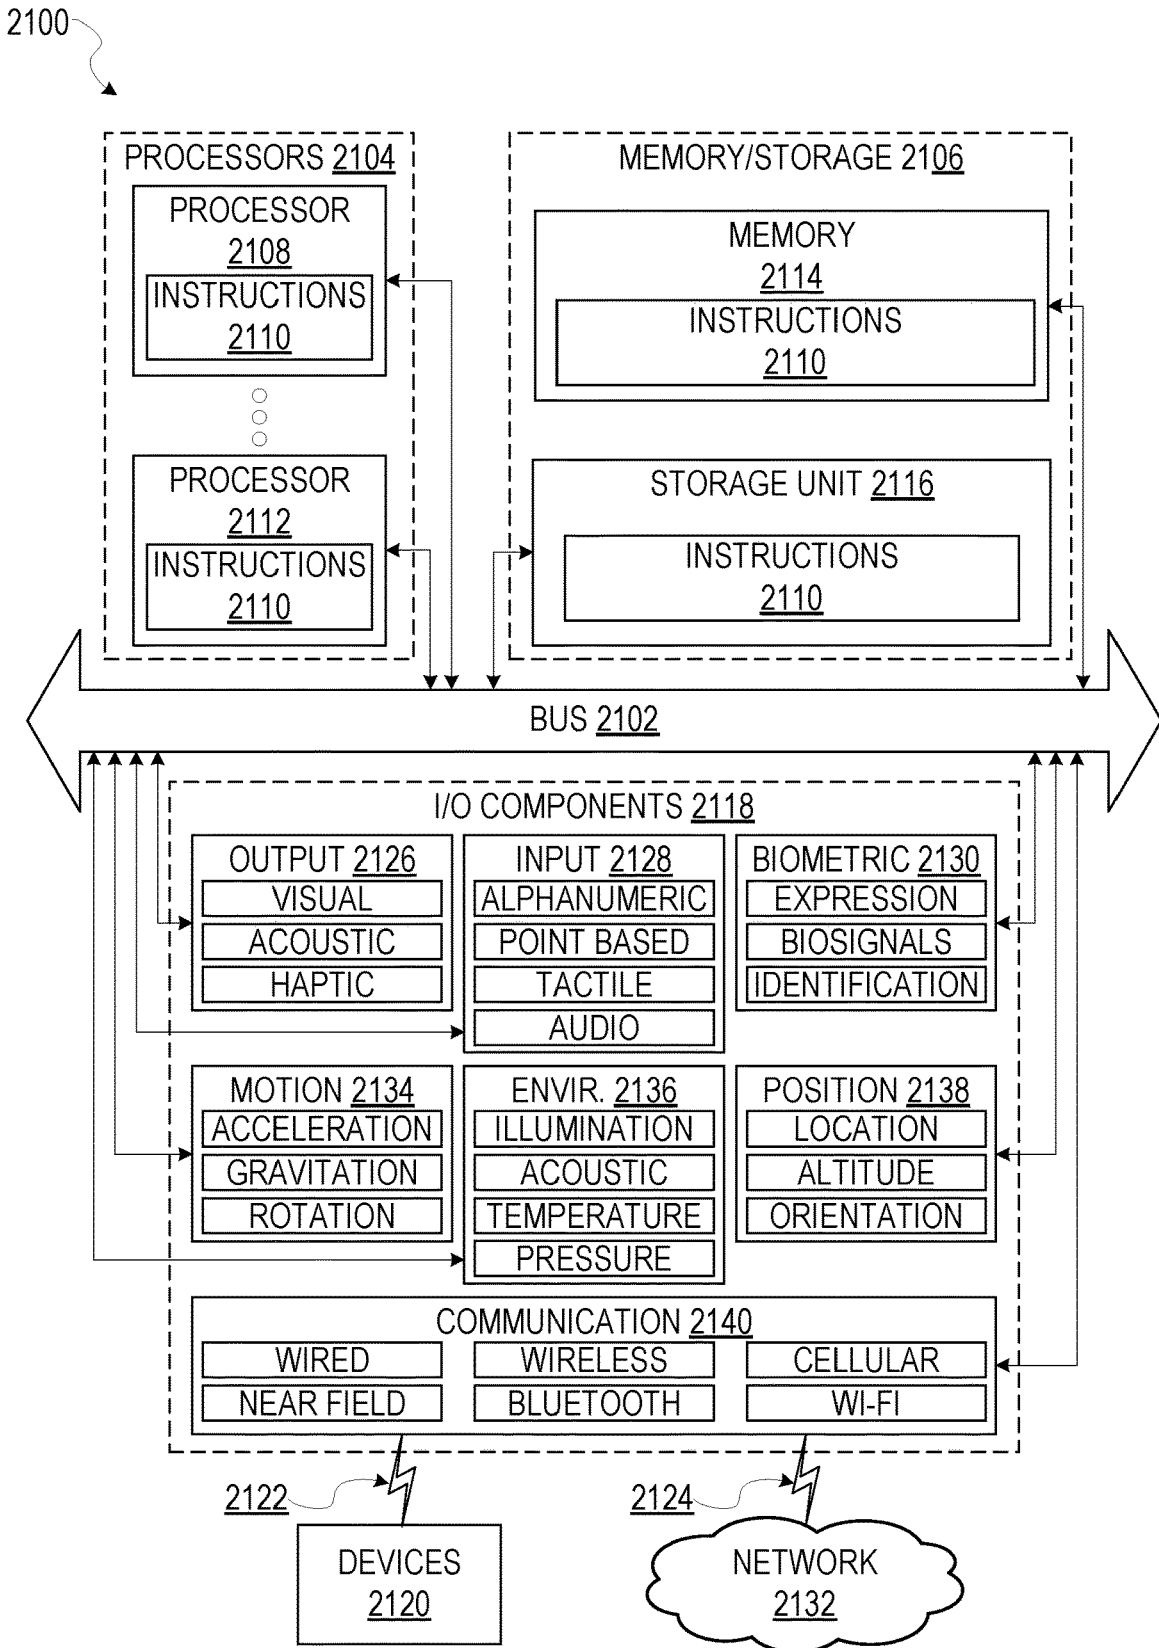 2100
PROCESSORS 2104
PROCESSOR
2108
INSTRUCTIONS
2110
PROCESSOR
2112
INSTRUCTIONS
2110
MEMORY/STORAGE 2106
MEMORY
2114
INSTRUCTIONS
2110
STORAGE UNIT 2116
INSTRUCTIONS
2110
BUS 2102
I/O COMPONENTS 2118
OUTPUT 2126
VISUAL
ACOUSTIC
HAPTIC
INPUT 2128
ALPHANUMERIC
POINT BASED
TACTILE
AUDIO
BIOMETRIC 2130
EXPRESSION
BIOSIGNALS
IDENTIFICATION
MOTION 2134
ACCELERATION
GRAVITATION
ROTATION
ENVIR. 2136
ILLUMINATION
ACOUSTIC
TEMPERATURE
PRESSURE
POSITION 2138
LOCATION
ALTITUDE
ORIENTATION
COMMUNICATION 2140
WIRED
WIRELESS
CELLULAR
NEAR FIELD
BLUETOOTH
WI-FI
2122
2124
DEVICES
2120
NETWORK
2132